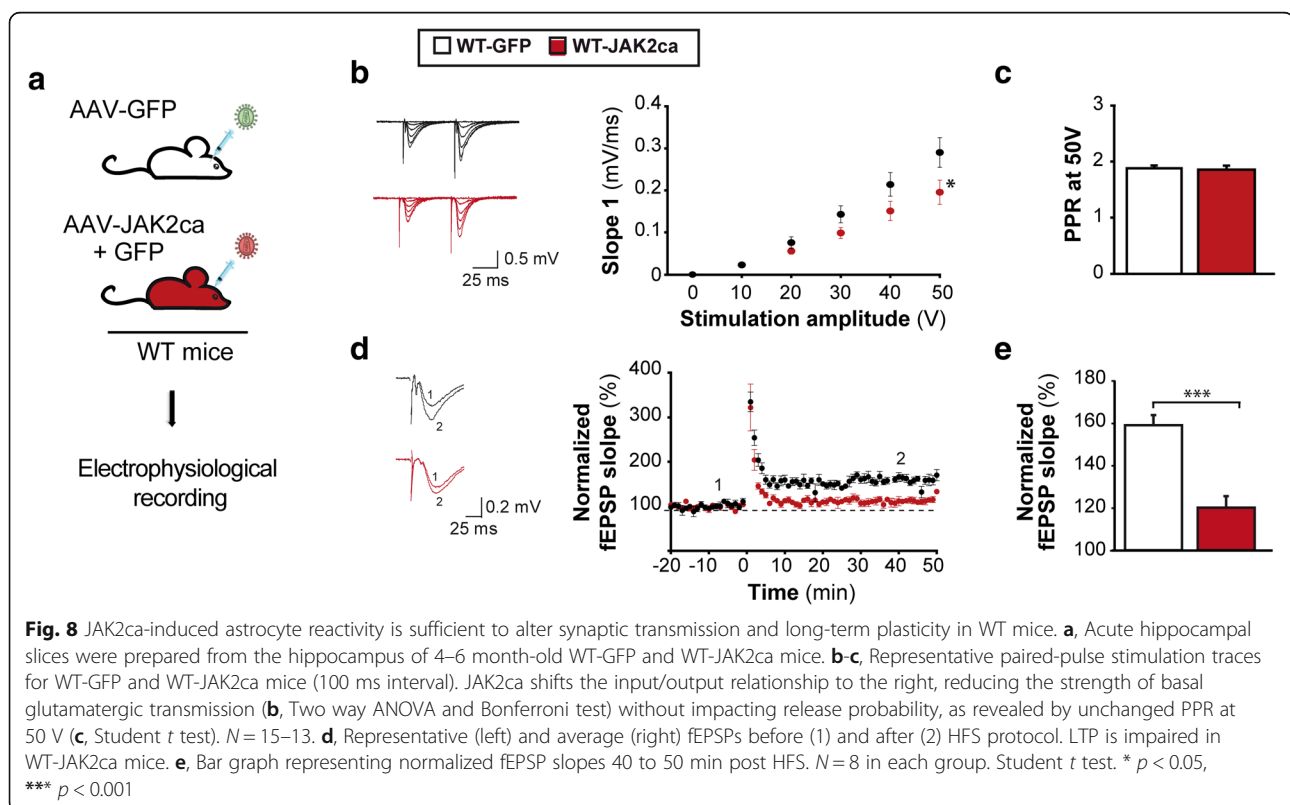 WT-GFP WT-JAK2ca
a
AAV-GFP
AAV-JAK2ca
+ GFP
WT mice
Electrophysiological
recording
b
0.5 mV
25 ms
Slope 1 (mV/ms)
0.4
0.3
0.2
0.1
0
*
0 10 20 30 40 50
Stimulation amplitude (V)
c
PPR at 50V
3
2
1
0
d
1
2
1
2
0.2 mV
25 ms
Normalized
fEPSP slolpe (%)
400
300
200
100
1
2
-20 -10 0 10 20 30 40 50
Time (min)
e
Normalized
fEPSP slolpe (%)
180
160
140
120
100
***
Fig. 8 JAK2ca-induced astrocyte reactivity is sufficient to alter synaptic transmission and long-term plasticity in WT mice. a, Acute hippocampal
slices were prepared from the hippocampus of 4–6 month-old WT-GFP and WT-JAK2ca mice. b-c, Representative paired-pulse stimulation traces
for WT-GFP and WT-JAK2ca mice (100 ms interval). JAK2ca shifts the input/output relationship to the right, reducing the strength of basal
glutamatergic transmission (b, Two way ANOVA and Bonferroni test) without impacting release probability, as revealed by unchanged PPR at
50 V (c, Student t test). N = 15–13. d, Representative (left) and average (right) fEPSPs before (1) and after (2) HFS protocol. LTP is impaired in
WT-JAK2ca mice. e, Bar graph representing normalized fEPSP slopes 40 to 50 min post HFS. N = 8 in each group. Student t test. * p < 0.05,
*** p < 0.001